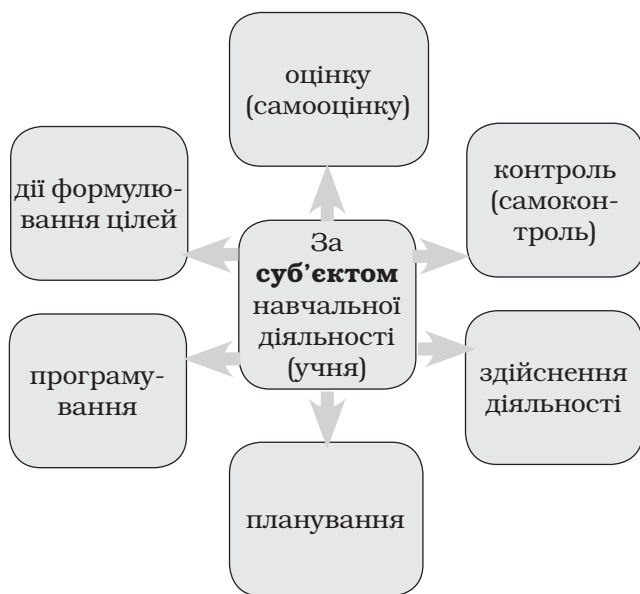 оцінку
(самооцінку)
дії формулю-
вання цілей
контроль
(самокон-
троль)
За
суб’єктом
навчальної
діяльності
(учня)
програму-
вання
здійснення
діяльності
планування